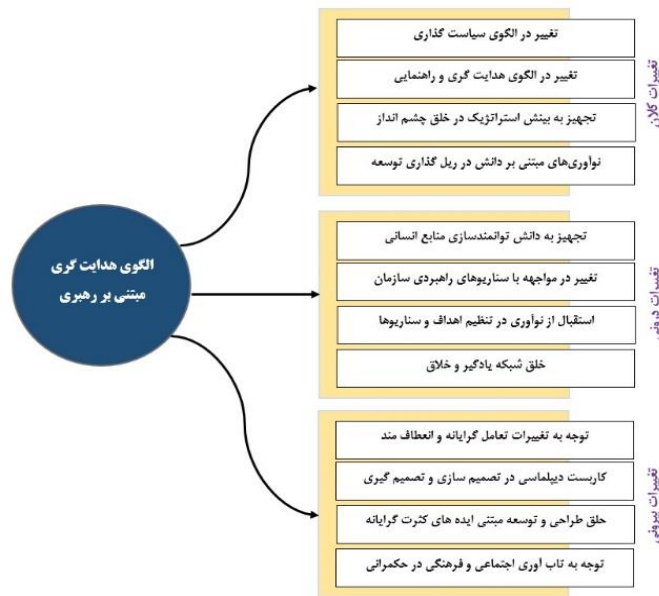 تغییر در الگوی سیاست گذاری
تغییر در الگوی هدایت گری و راهنمایی
تجهیز به بینش استراتژیک در خلق چشم انداز
نوآوری‌های مبتنی بر دانش در ریل گذاری توسعه
تغییرات کلان
الگوی هدایت گری
مبتنی بر رهبری
تجهیز به دانش توانمندسازی منابع انسانی
تغییر در مواجهه با سناریوهای راهبردی سازمان
استقبال از نوآوری در تنظیم اهداف و سناریوها
خلق شبکه یادگیر و خلاق
تغییرات درونی
توجه به تغییرات تعامل گرایانه و انعطاف مند
کاربست دیپلماسی در تصمیم سازی و تصمیم گیری
حلق طراحی و توسعه مبتنی ایده های کثرت گرایانه
توجه به تاب آوری اجتماعی و فرهنگی در حکمرانی
تغییرات بیرونی